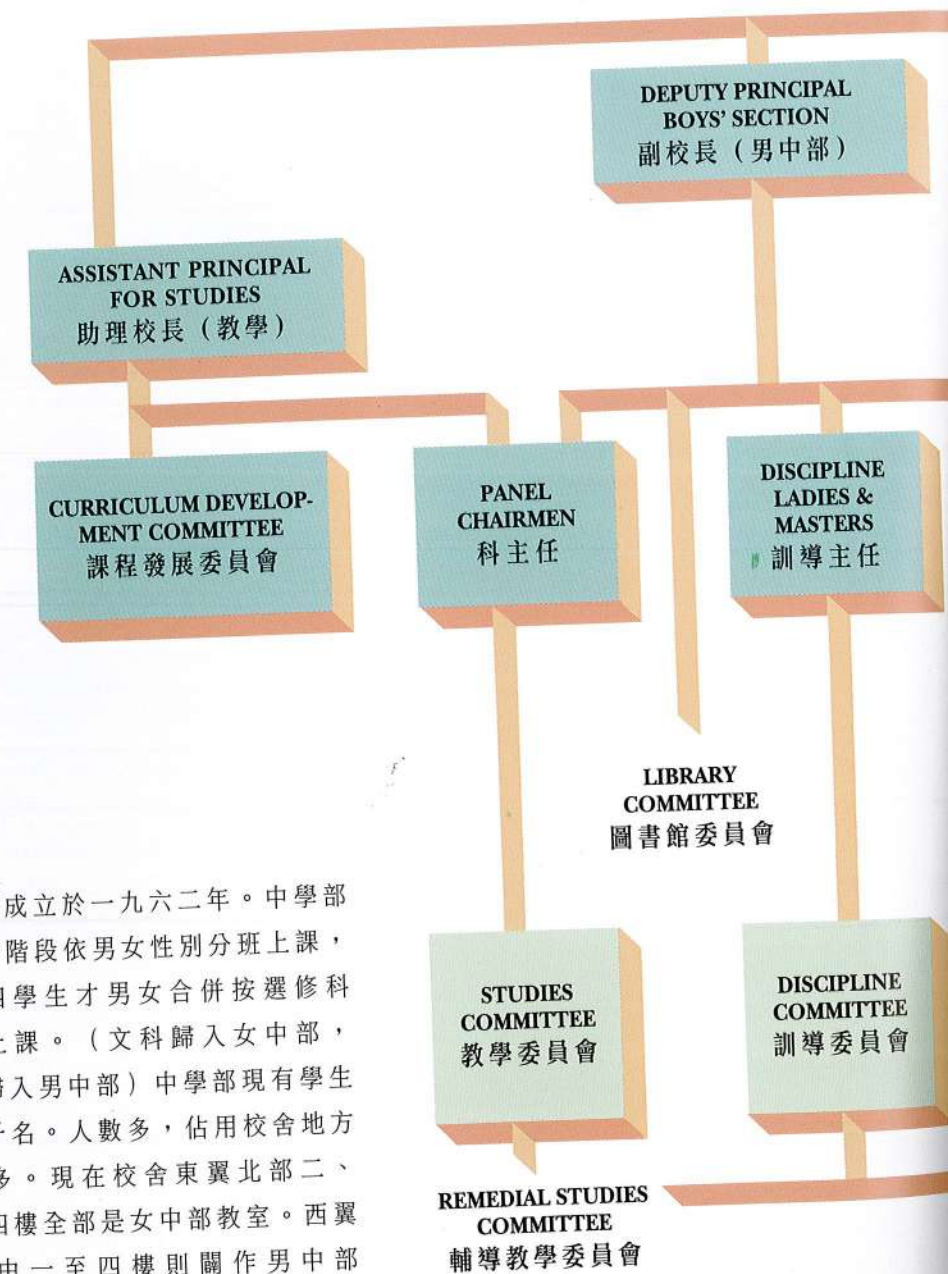 DEPUTY PRINCIPAL
BOYS' SECTION
副校長（男中部）
ASSISTANT PRINCIPAL
FOR STUDIES
助理校長（教學）
CURRICULUM DEVELOP-
MENT COMMITTEE
課程發展委員會
PANEL
CHAIRMEN
科主任
DISCIPLINE
LADIES &
MASTERS
訓導主任
LIBRARY
COMMITTEE
圖書館委員會
STUDIES
COMMITTEE
教學委員會
DISCIPLINE
COMMITTEE
訓導委員會
REMEDIAL STUDIES
COMMITTEE
輔導教學委員會
成立於一九六二年。中學部
階段依男女性別分班上課，
學生才男女合併按選修科
上課。（文科歸入女中部，
歸入男中部）中學部現有學生
名。人數多，佔用校舍地方
多。現在校舍東翼北部二、
四樓全部是女中部教室。西翼
中一至四樓則闢作男中部